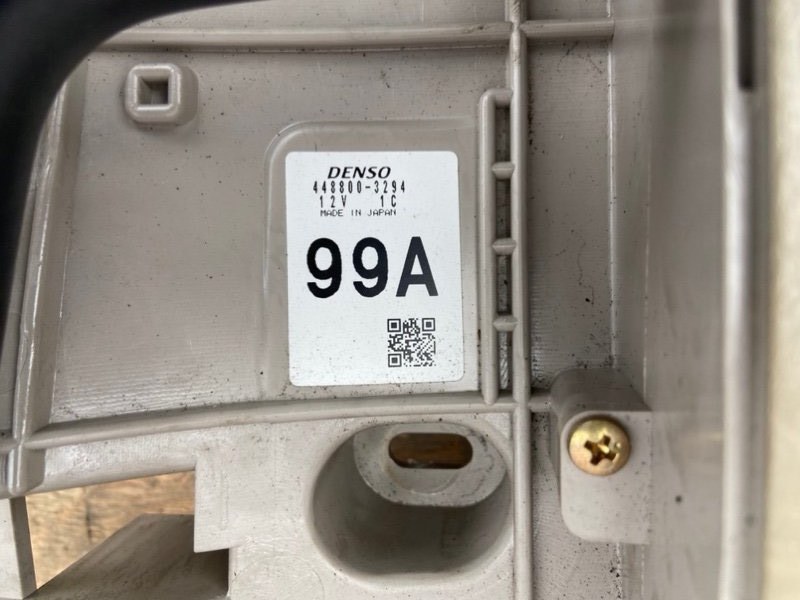 DENSO
448800-3294
12V 1C
MADE IN JAPAN
99A